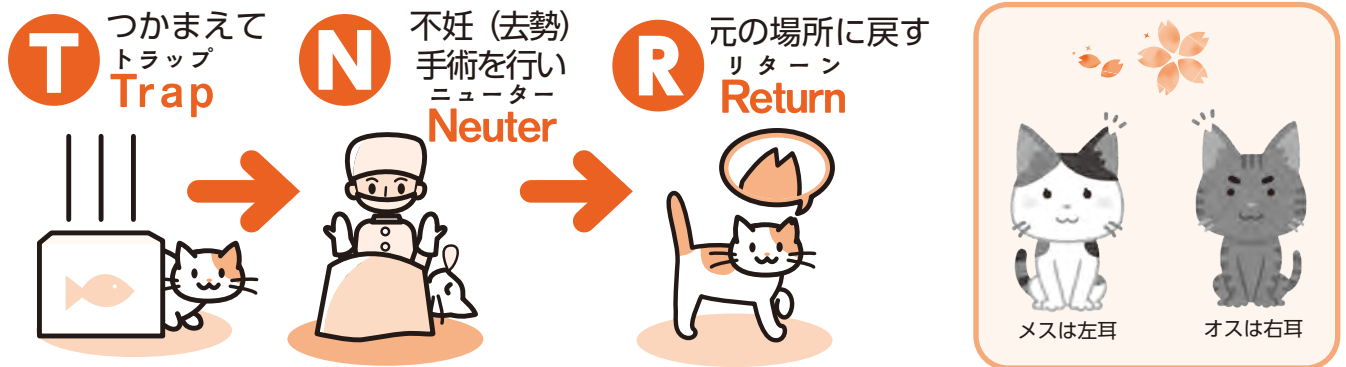 T
つかまえて
トラップ
Trap
N
不妊（去勢）
手術を行い
ニューター
Neuter
R
元の場所に戻す
リターン
Return
メスは左耳
オスは右耳